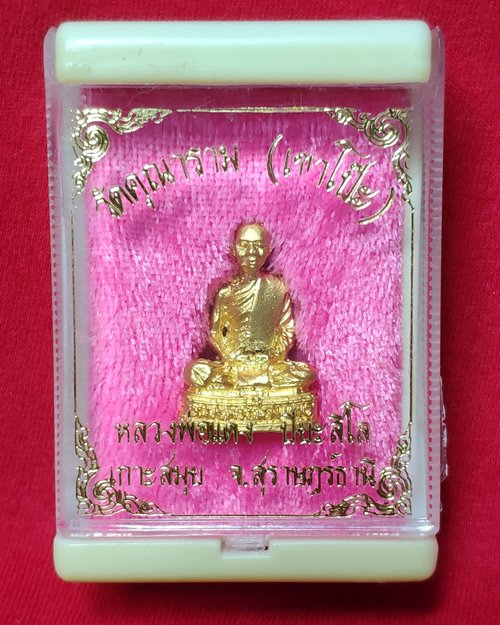 วัดคุณาราม (เขาโป๊ะ)
หลวงพ่อแดง ปิยะสีโล
เกาะสมุย จ.สุราษฎร์ธานี